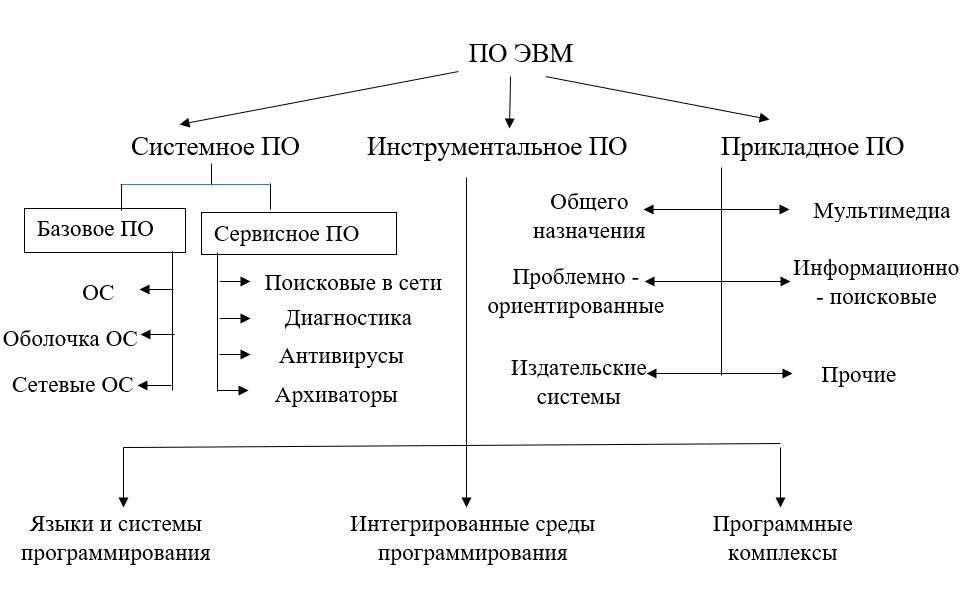 ПО ЭВМ
Системное ПО
Инструментальное ПО
Прикладное ПО
Базовое ПО
Сервисное ПО
ОС
Оболочка ОС
Сетевые ОС
Поисковые в сети
Диагностика
Антивирусы
Архиваторы
Общего
назначения
Проблемно -
ориентированные
Издательские
системы
Мультимедиа
Информационно
- поисковые
Прочие
Языки и системы
программирования
Интегрированные среды
программирования
Программные
комплексы